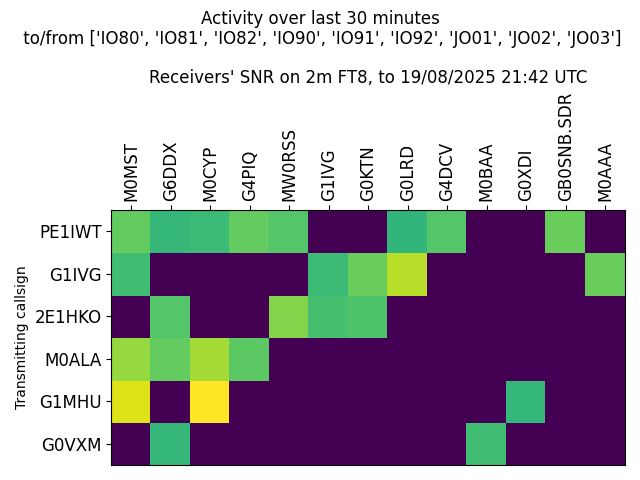 Activity over last 30 minutes
to/from ['IO80', 'IO81', 'IO82', 'IO90', 'IO91', 'IO92', 'JO01', 'JO02', 'JO03']
Receivers' SNR on 2m FT8, to 19/08/2025 21:42 UTC
M0MST
G6DDX
M0CYP
G4PIQ
MW0RSS
G1IVG
G0KTN
G0LRD
G4DCV
M0BAA
G0XDI
GB0SNB.SDR
M0AAA
Transmitting callsign
PE1IWT
G1IVG
2E1HKO
M0ALA
G1MHU
G0VXM